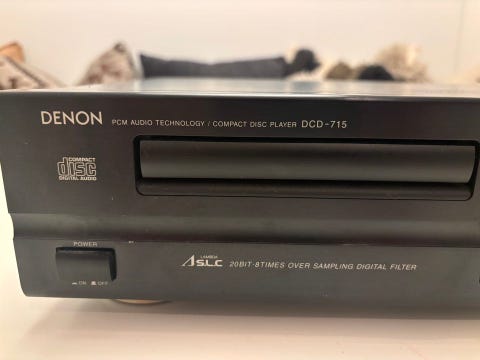 DENON PCM AUDIO TECHNOLOGY / COMPACT DISC PLAYER DCD-715
COMPACT
disc
DIGITAL AUDIO
POWER
ON OFF
LAMBDA
S.L.C 20BIT·8TIMES OVER SAMPLING DIGITAL FILTER